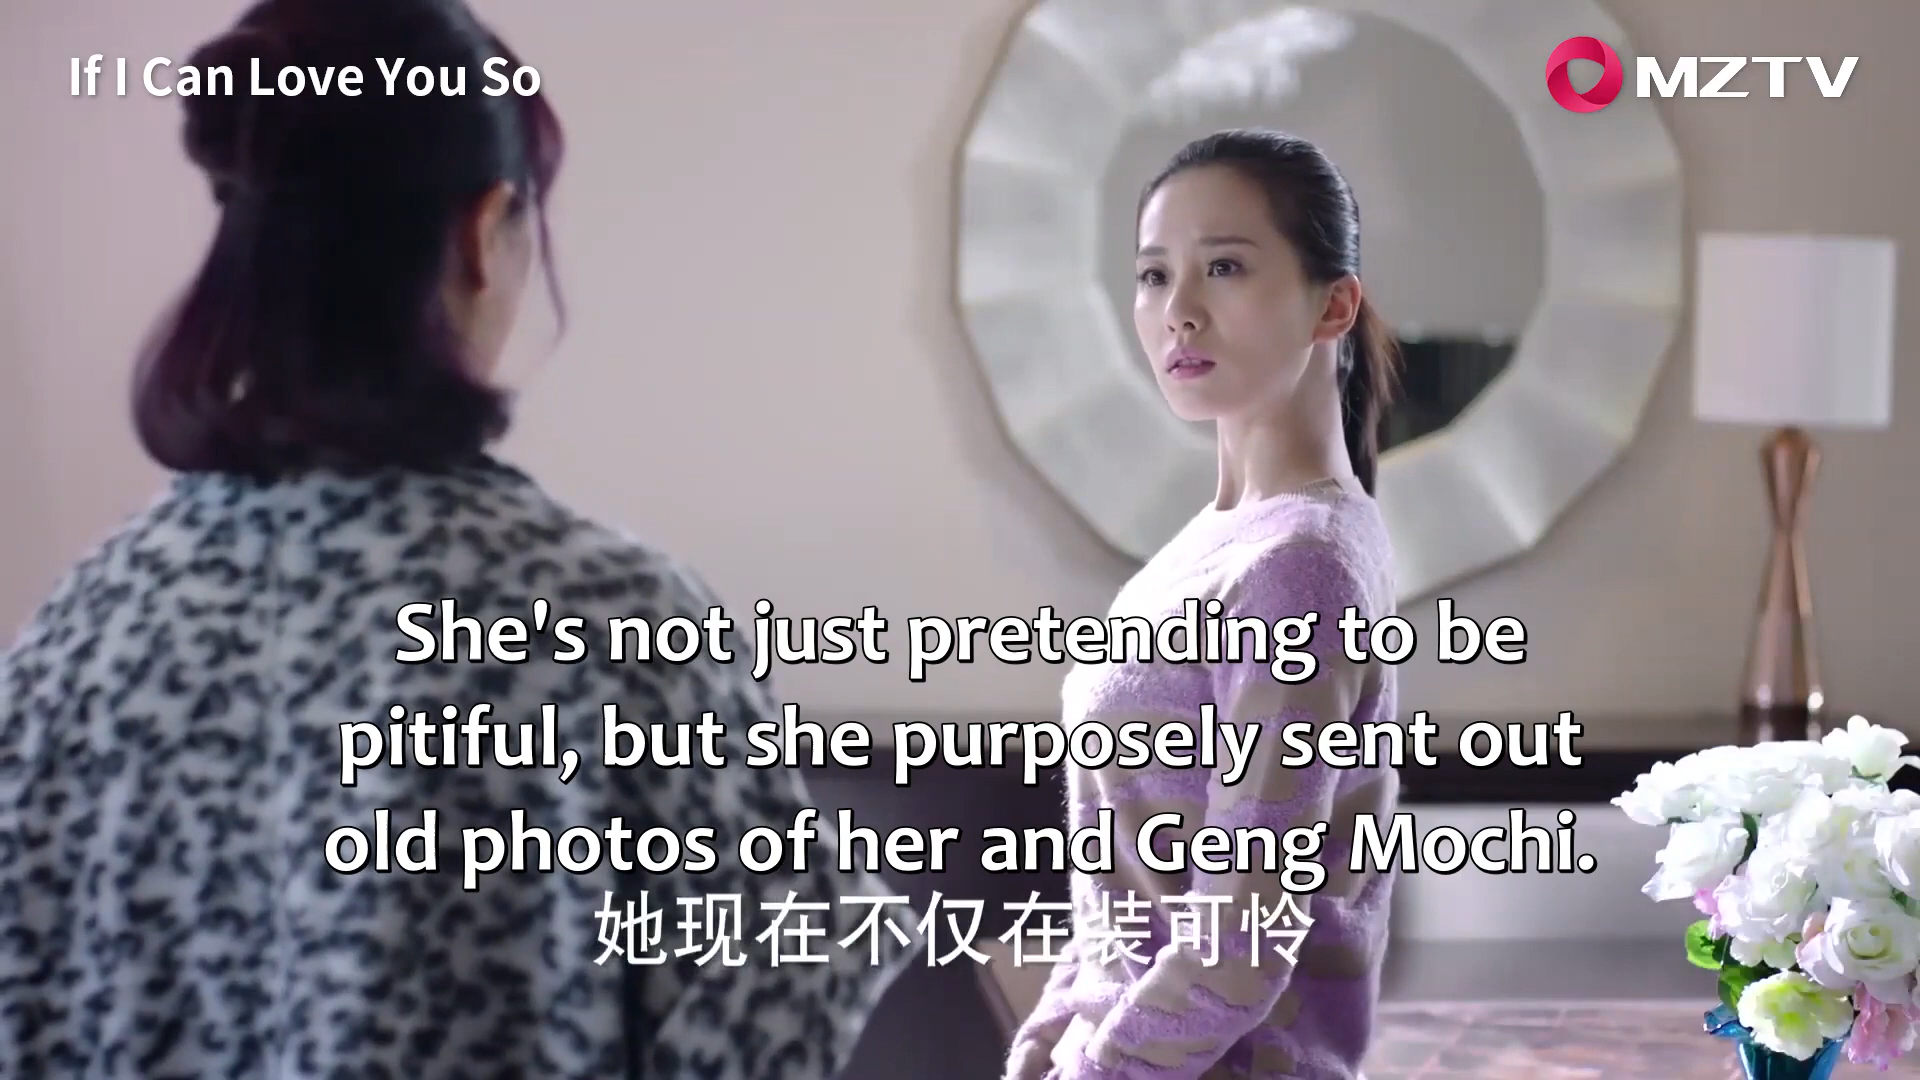 If I Can Love You So
MZTV
She's not just pretending to be
pitiful, but she purposely sent out
old photos of her and Geng Mochi.
她现在不仅在装可怜